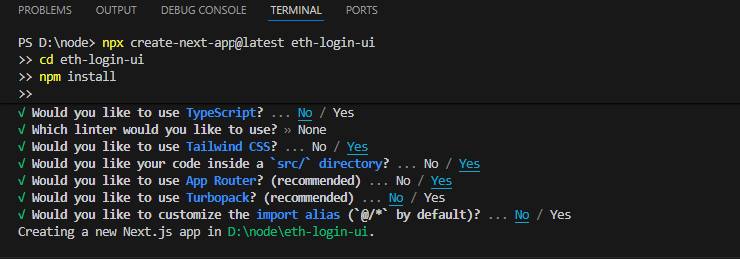 PROBLEMS OUTPUT DEBUG CONSOLE TERMINAL PORTS
PS D:\node> npx create-next-app@latest eth-login-ui
>> cd eth-login-ui
>> npm install
>>
√ Would you like to use TypeScript? ... No / Yes
√ Which linter would you like to use? » None
√ Would you like to use Tailwind CSS? ... No / Yes
√ Would you like your code inside a `src/` directory? ... No / Yes
√ Would you like to use App Router? (recommended) ... No / Yes
√ Would you like to use Turbopack? (recommended) ... No / Yes
√ Would you like to customize the import alias (`@/*` by default)? ... No / Yes
Creating a new Next.js app in D:\node\eth-login-ui.